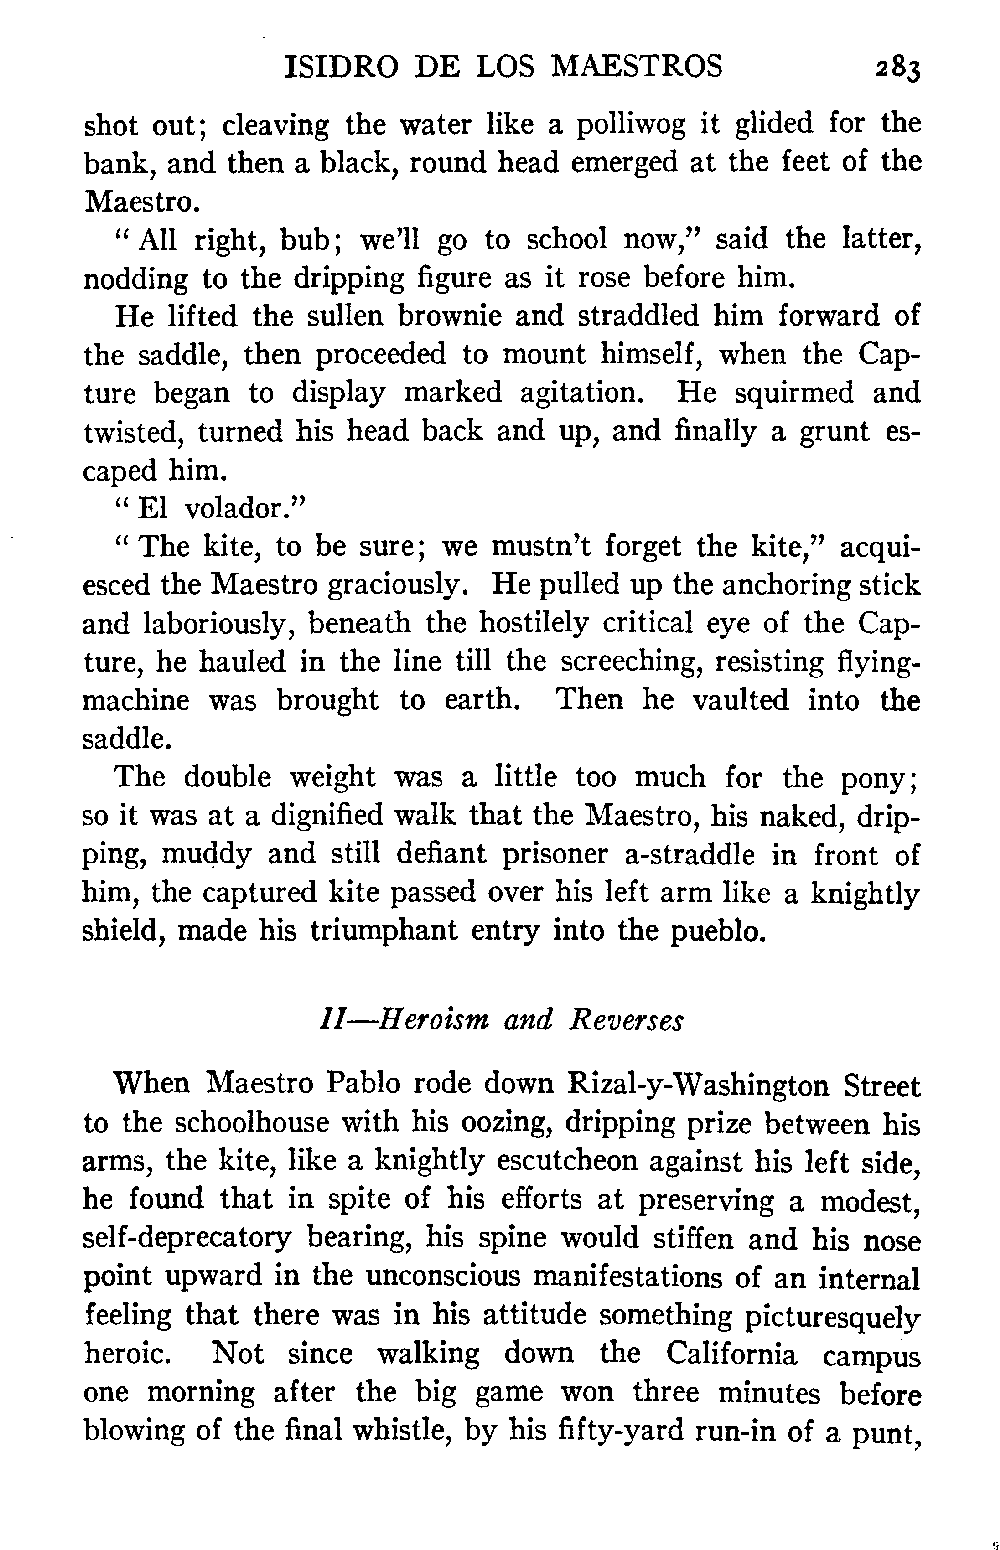 ISIDRO DE LOS MAESTROS 283
shot out; cleaving the water like a polliwog it glided for the
bank, and then a black, round head emerged at the feet of the
Maestro.
“ All right, bub; we'll go to school now,” said the latter,
nodding to the dripping figure as it rose before him.
He lifted the sullen brownie and straddled him forward of
the saddle, then proceeded to mount himself, when the Cap-
ture began to display marked agitation. He squirmed and
twisted, turned his head back and up, and finally a grunt es-
caped him.
“ El volador.”
“ The kite, to be sure; we mustn't forget the kite,” acqui-
esced the Maestro graciously. He pulled up the anchoring stick
and laboriously, beneath the hostilely critical eye of the Cap-
ture, he hauled in the line till the screeching, resisting flying-
machine was brought to earth. Then he vaulted into the
saddle.
The double weight was a little too much for the pony;
so it was at a dignified walk that the Maestro, his naked, drip-
ping, muddy and still defiant prisoner a-straddle in front of
him, the captured kite passed over his left arm like a knightly
shield, made his triumphant entry into the pueblo.
II—Heroism and Reverses
When Maestro Pablo rode down Rizal-y-Washington Street
to the schoolhouse with his oozing, dripping prize between his
arms, the kite, like a knightly escutcheon against his left side,
he found that in spite of his efforts at preserving a modest,
self-deprecatory bearing, his spine would stiffen and his nose
point upward in the unconscious manifestations of an internal
feeling that there was in his attitude something picturesquely
heroic. Not since walking down the California campus
one morning after the big game won three minutes before
blowing of the final whistle, by his fifty-yard run-in of a punt,